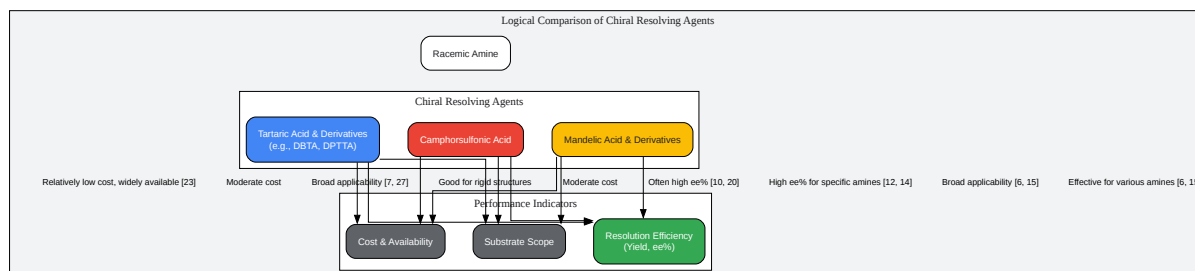 Logical Comparison of Chiral Resolving Agents
Racemic Amine
Chiral Resolving Agents
Tartaric Acid & Derivatives
(e.g., DBTA, DPTTA)
Camphorsulfonic Acid
Mandelic Acid & Derivatives
Relatively low cost, widely available [23]
Moderate cost
Broad applicability [7, 27]
Good for rigid structures
Moderate cost
Often high ee% [10, 20]
High ee% for specific amines [12, 14]
Broad applicability [6, 15]
Effective for various amines [6, 15
Performance Indicators
Cost & Availability
Substrate Scope
Resolution Efficiency
(Yield, ee%)